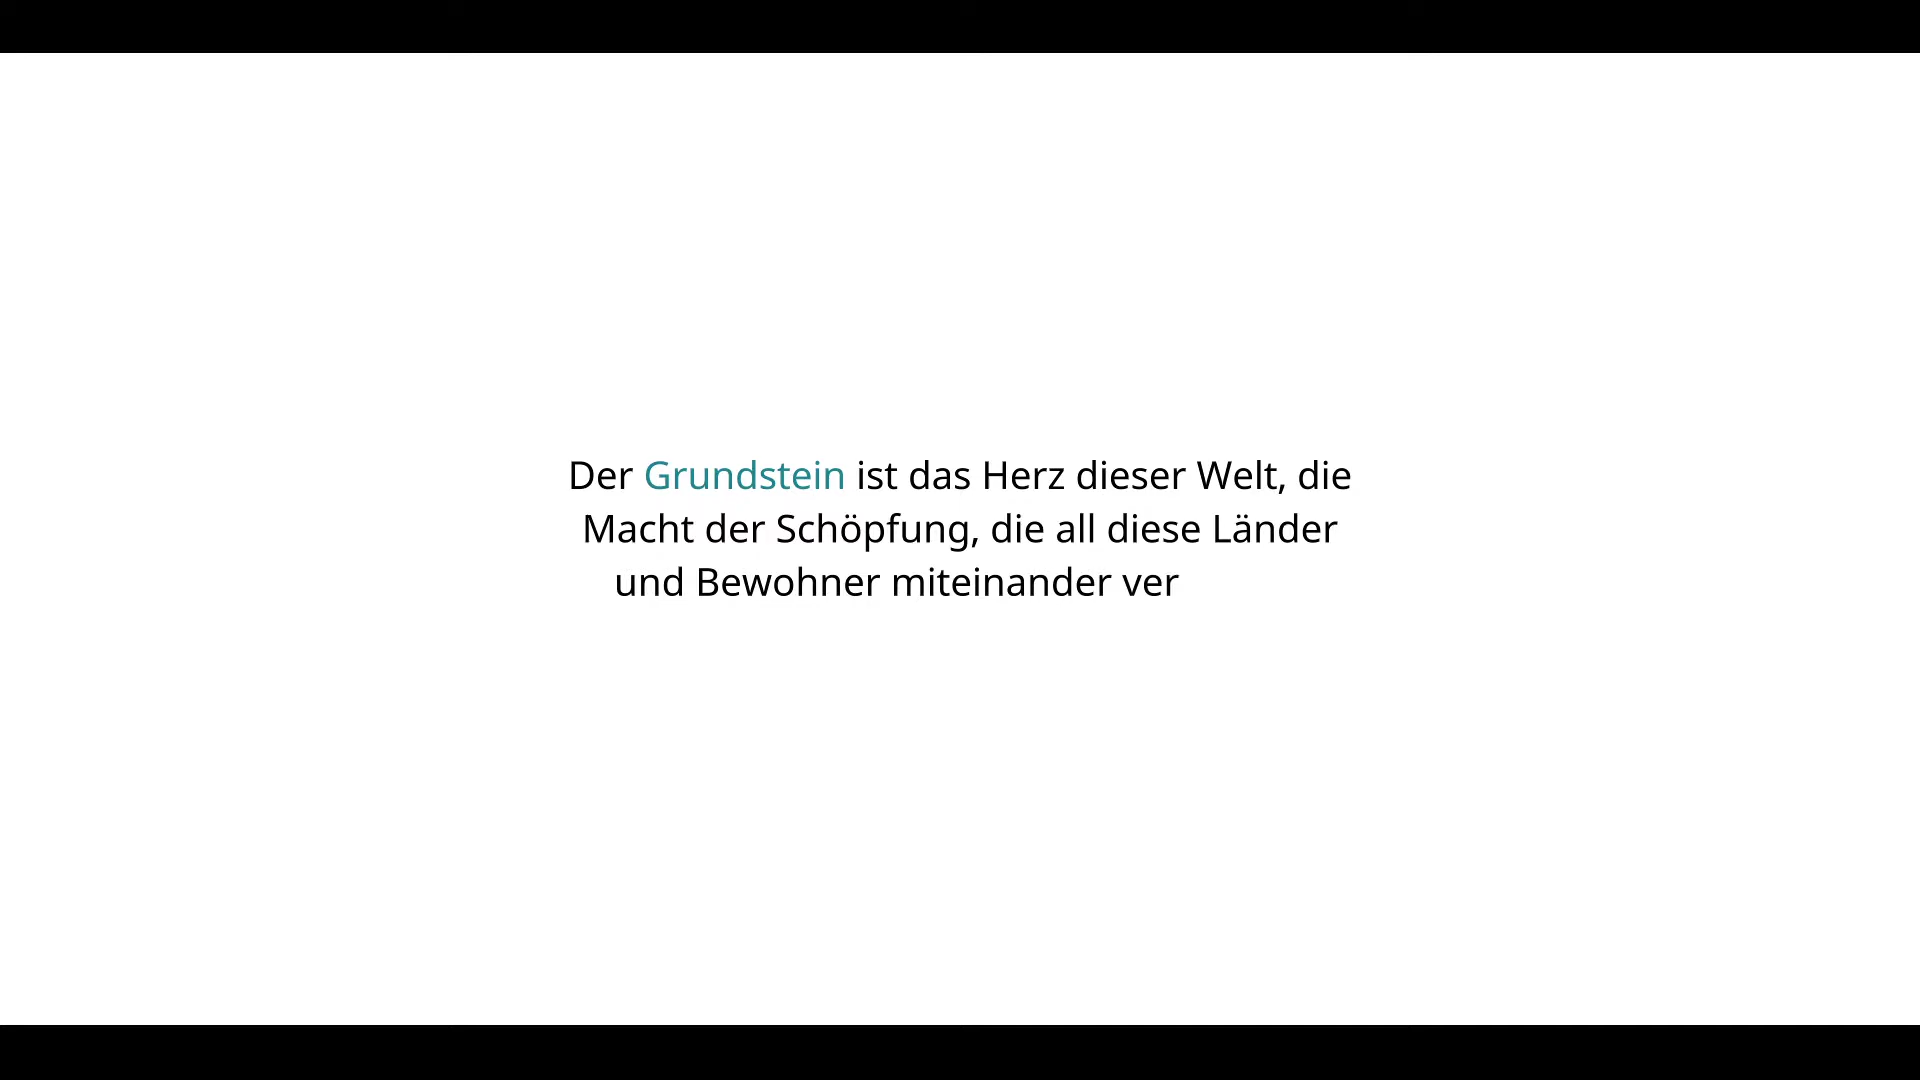 Der Grundstein ist das Herz dieser Welt, die
Macht der Schöpfung, die all diese Länder
und Bewohner miteinander ver